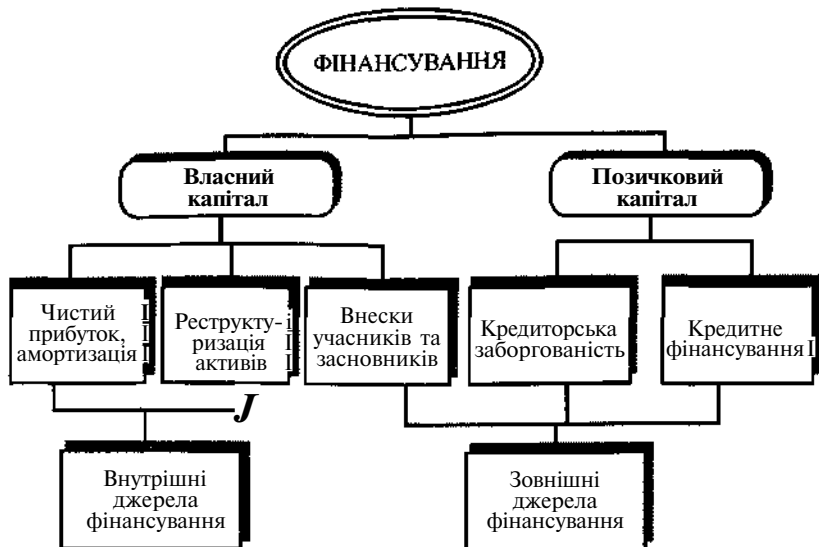 ФІНАНСУВАННЯ
Власний
капітал
Позичковий
капітал
Чистий
прибуток,
амортизація
Реструкту-
ризація
активів
Внески
учасників та
засновників
Кредиторська
заборгованість
Кредитне
фінансування
Внутрішні
джерела
фінансування
Зовнішні
джерела
фінансування